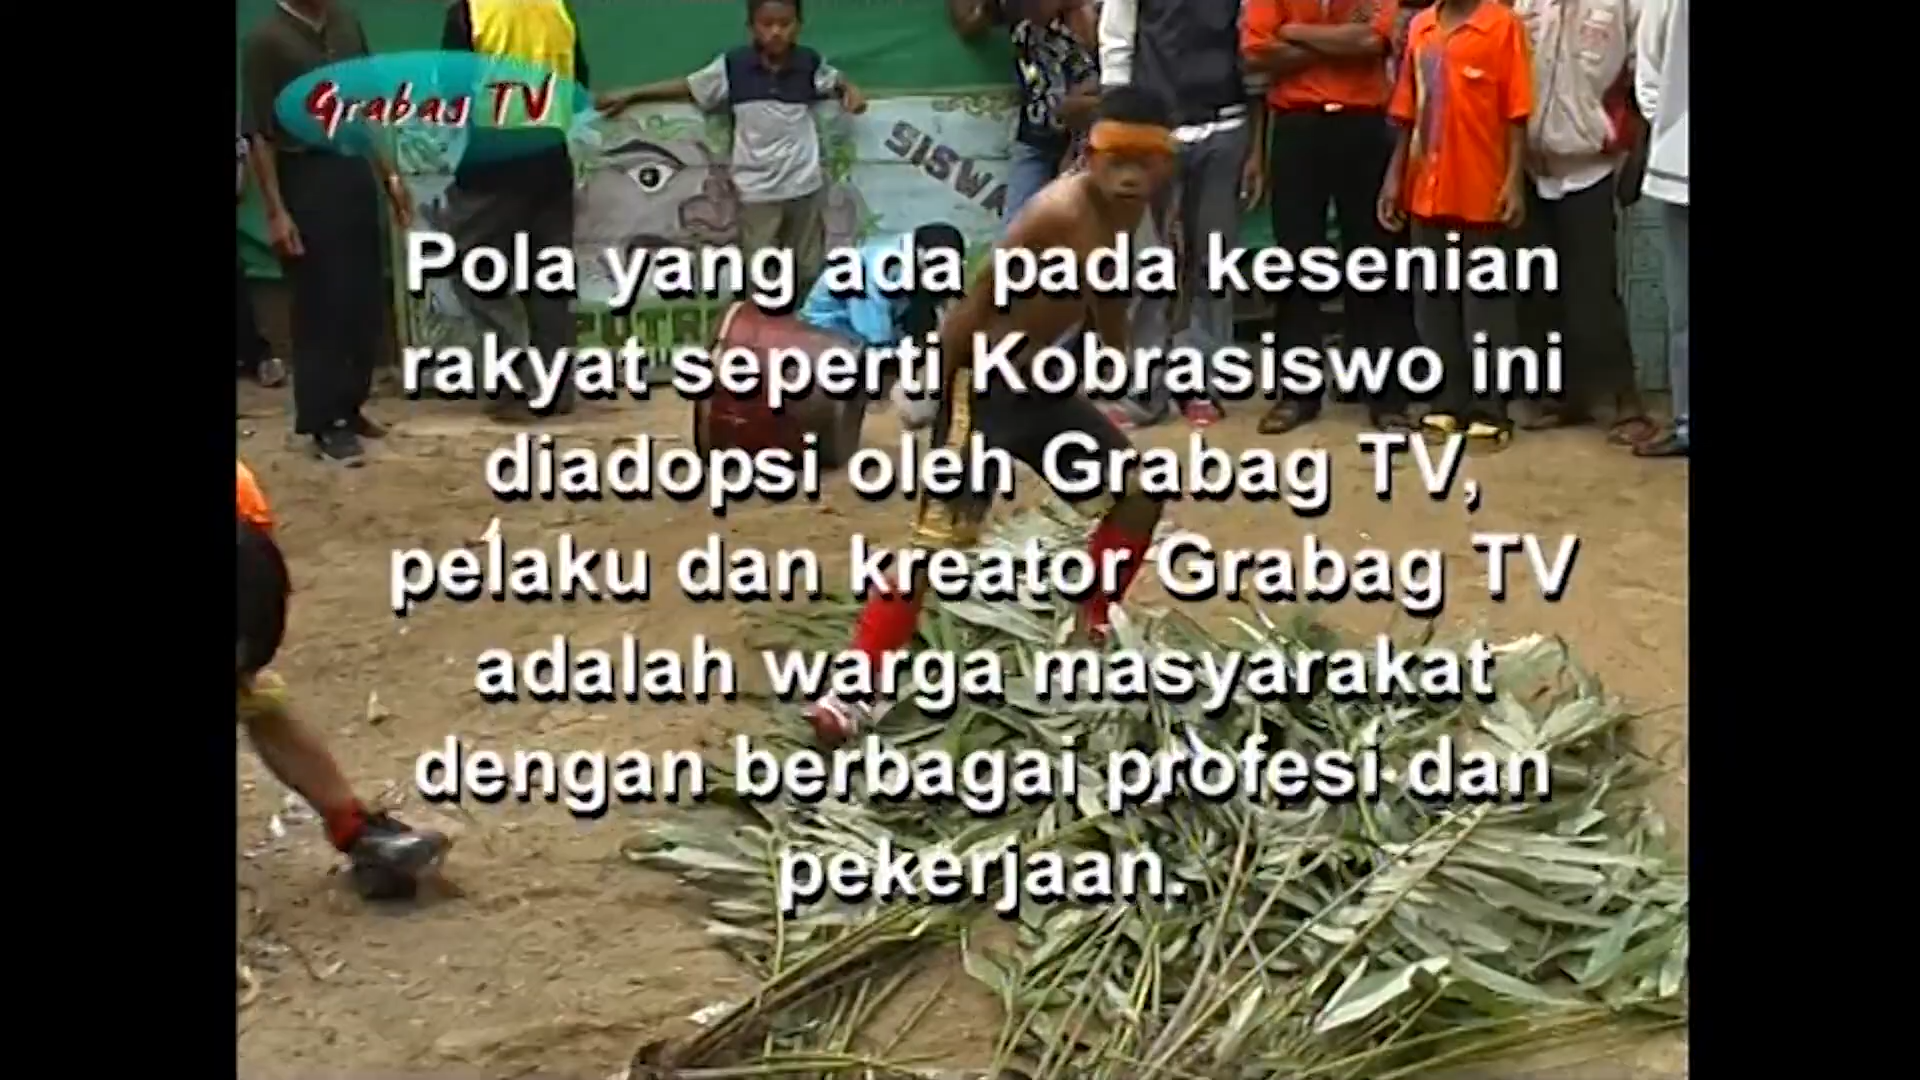 Grabag TV
SISWA
Pola yang ada pada kesenian
rakyat seperti Kobrasiswo ini
diadopsi oleh Grabag TV,
pelaku dan kreator Grabag TV
adalah warga masyarakat
dengan berbagai profesi dan
pekerjaan.